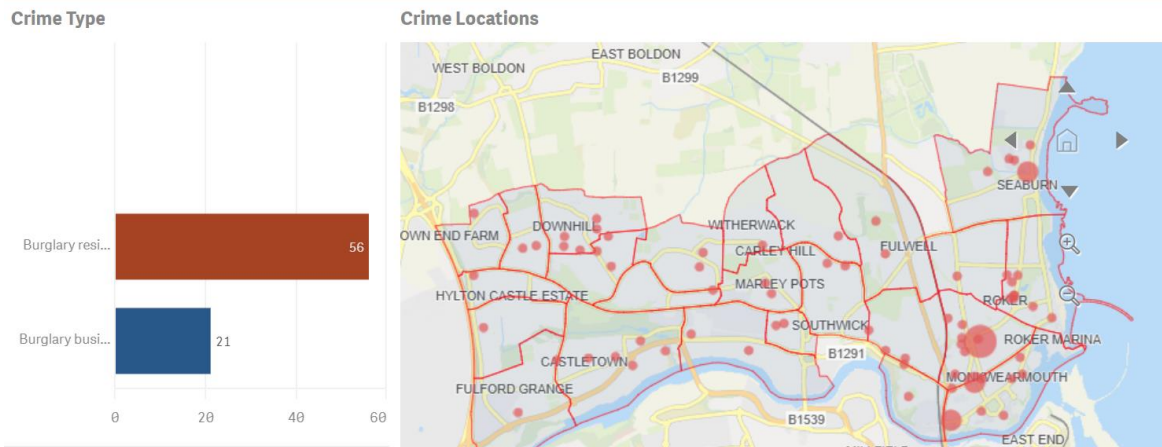 Crime Type
Burglary resi...
56
Burglary busi...
21
0
20
40
60
Crime Locations
EAST BOLDON
WEST BOLDON
B1299
B1298
SEABURN
DOWNHILL
WITHERWACK
OWN END FARM
FULWELL
CARLEY HILL
MARLEY POTS
HYLTON CASTLE ESTATE
ROKER
SOUTHWICK
ROKER MARINA
B1291
CASTLETOWN
MONKWEARMOUTH
FULFORD GRANGE
B1539
EAST END